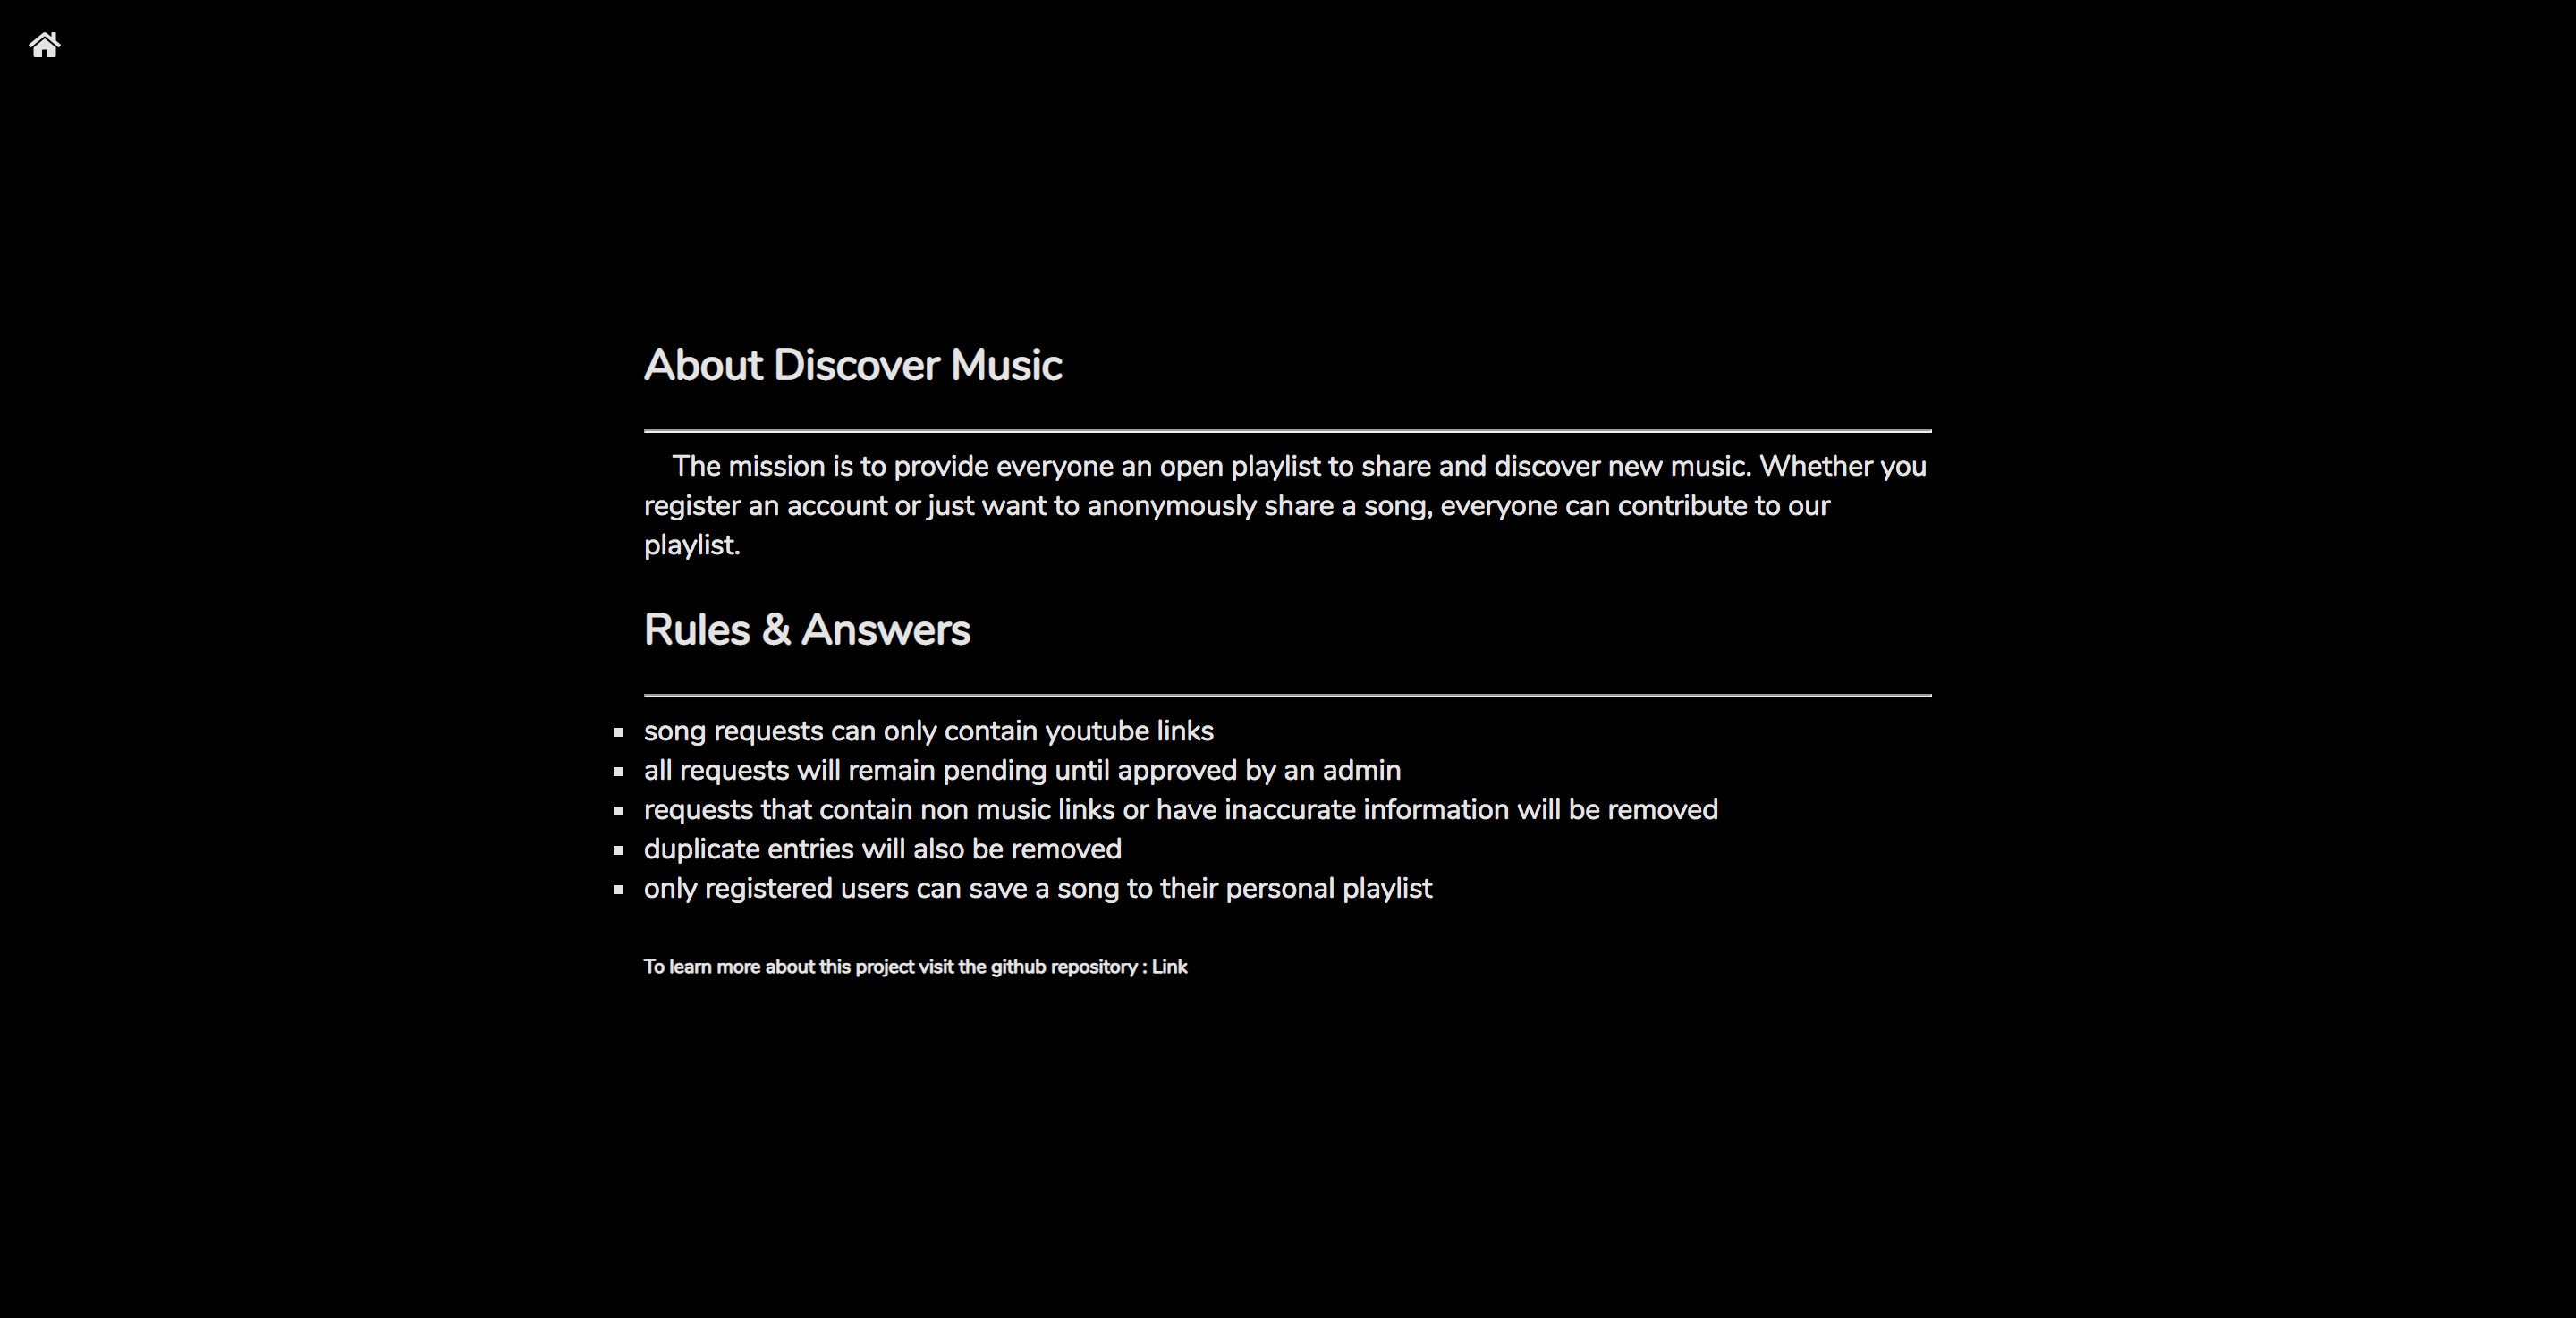 About Discover Music
The mission is to provide everyone an open playlist to share and discover new music. Whether you
register an account or just want to anonymously share a song, everyone can contribute to our
playlist.
Rules & Answers
song requests can only contain youtube links
all requests will remain pending until approved by an admin
requests that contain non music links or have inaccurate information will be removed
duplicate entries will also be removed
only registered users can save a song to their personal playlist
To learn more about this project visit the github repository : Link